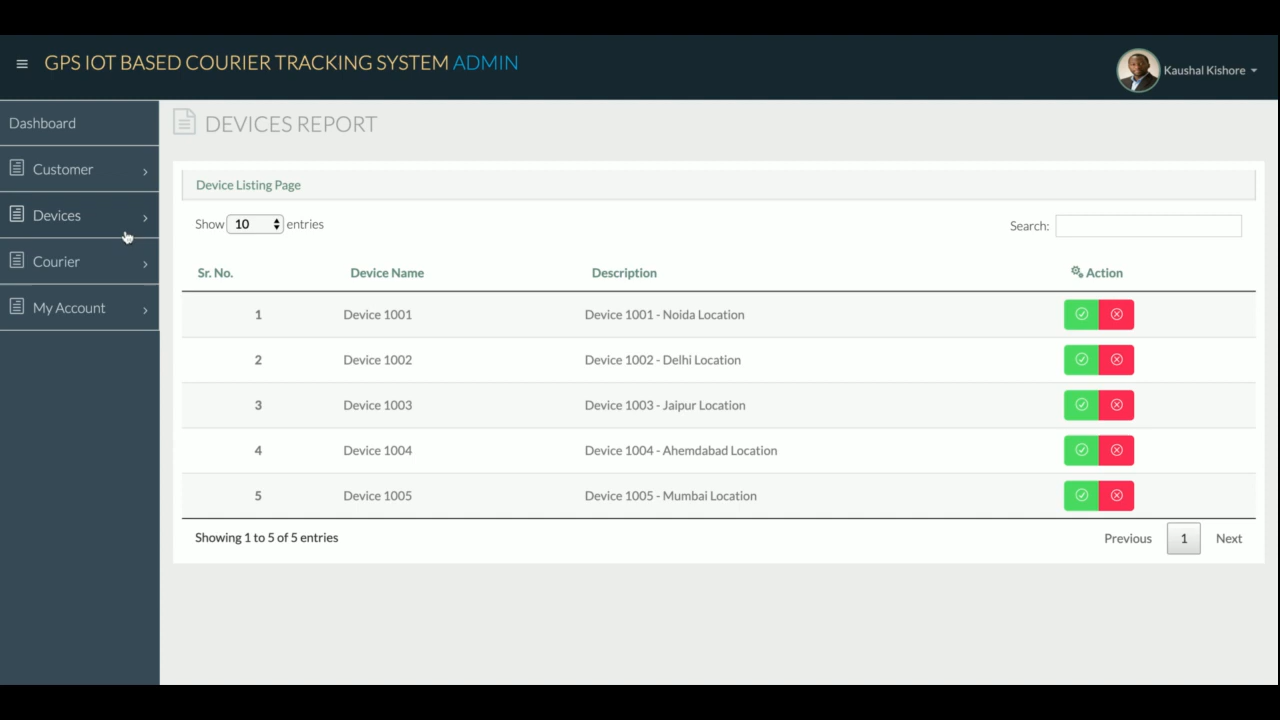 GPS IOT BASED COURIER TRACKING SYSTEM ADMIN
Kaushal Kishore
Dashboard
Customer
Devices
Courier
My Account
DEVICES REPORT
Device Listing Page
Show 10 entries
Search:
Sr. No. Device Name Description Action
1 Device 1001 Device 1001 - Noida Location
2 Device 1002 Device 1002 - Delhi Location
3 Device 1003 Device 1003 - Jaipur Location
4 Device 1004 Device 1004 - Ahemdabad Location
5 Device 1005 Device 1005 - Mumbai Location
Showing 1 to 5 of 5 entries
Previous 1 Next